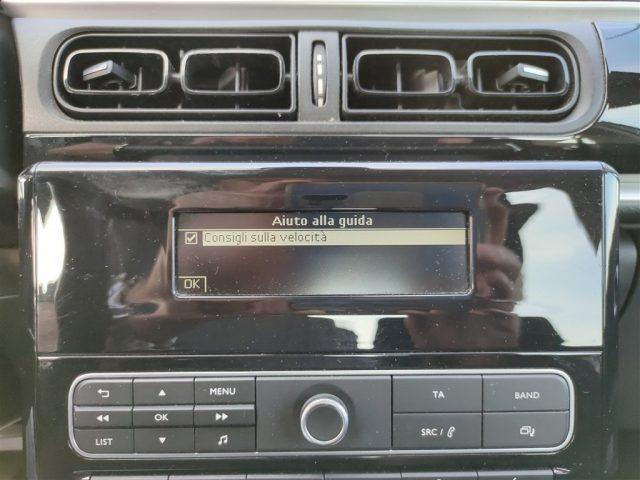 Aiuto alla guida
Consigli sulla velocità
OK
MENU
TA
BAND
OK
LIST
SRC /